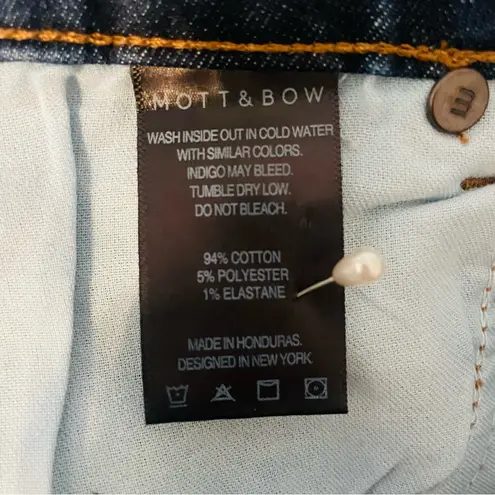 MOTT & BOW
WASH INSIDE OUT IN COLD WATER
WITH SIMILAR COLORS.
INDIGO MAY BLEED.
TUMBLE DRY LOW.
DO NOT BLEACH.
94% COTTON
5% POLYESTER
1% ELASTANE
MADE IN HONDURAS.
DESIGNED IN NEW YORK